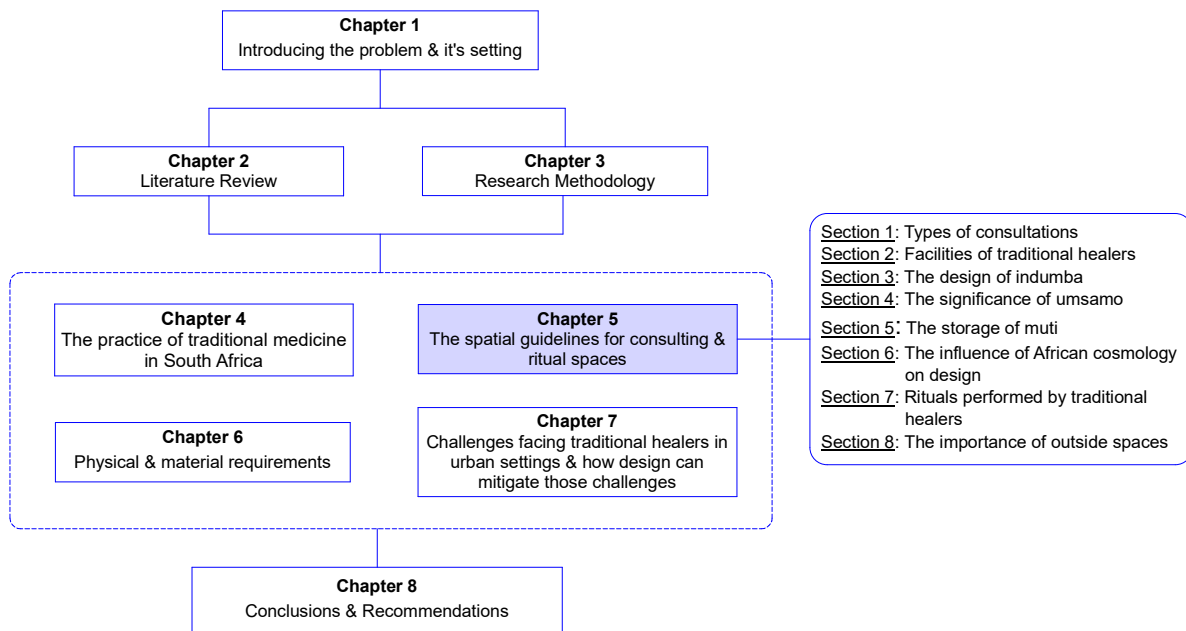 Chapter 1
Introducing the problem & it's setting
Chapter 2
Literature Review
Chapter 3
Research Methodology
Chapter 4
The practice of traditional medicine
in South Africa
Chapter 5
The spatial guidelines for consulting &
ritual spaces
Section 1: Types of consultations
Section 2: Facilities of traditional healers
Section 3: The design of indumba
Section 4: The significance of umsamo
Section 5: The storage of muti
Section 6: The influence of African cosmology
on design
Section 7: Rituals performed by traditional
healers
Section 8: The importance of outside spaces
Chapter 6
Physical & material requirements
Chapter 7
Challenges facing traditional healers in
urban settings & how design can
mitigate those challenges
Chapter 8
Conclusions & Recommendations